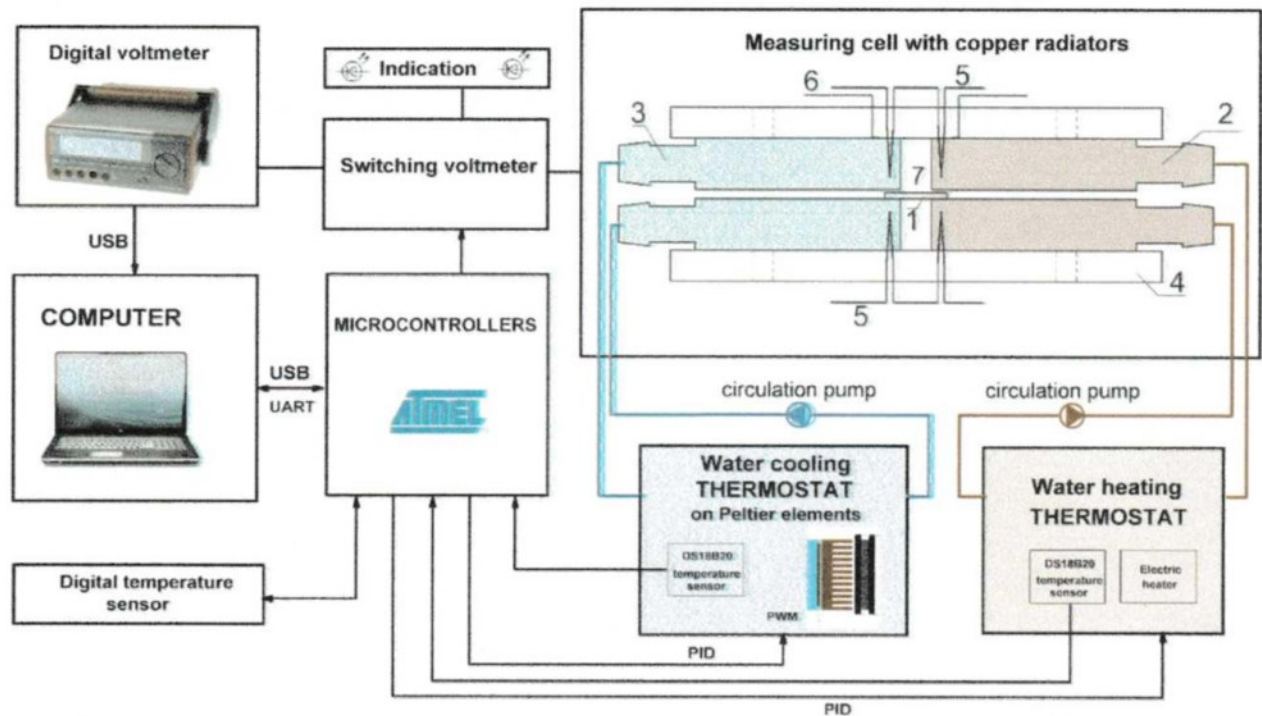 Digital voltmeter
Indication
Switching voltmeter
Measuring cell with copper radiators
6
5
3
2
7
1
5
4
USB
COMPUTER
MICROCONTROLLERS
USB
UART
ATMEL
circulation pump
circulation pump
Water cooling
THERMOSTAT
on Peltier elements
DS18B20
temperature
sensor
PWM
Water heating
THERMOSTAT
DS18B20
temperature
sensor
Electric
heater
Digital temperature
sensor
PID
PID